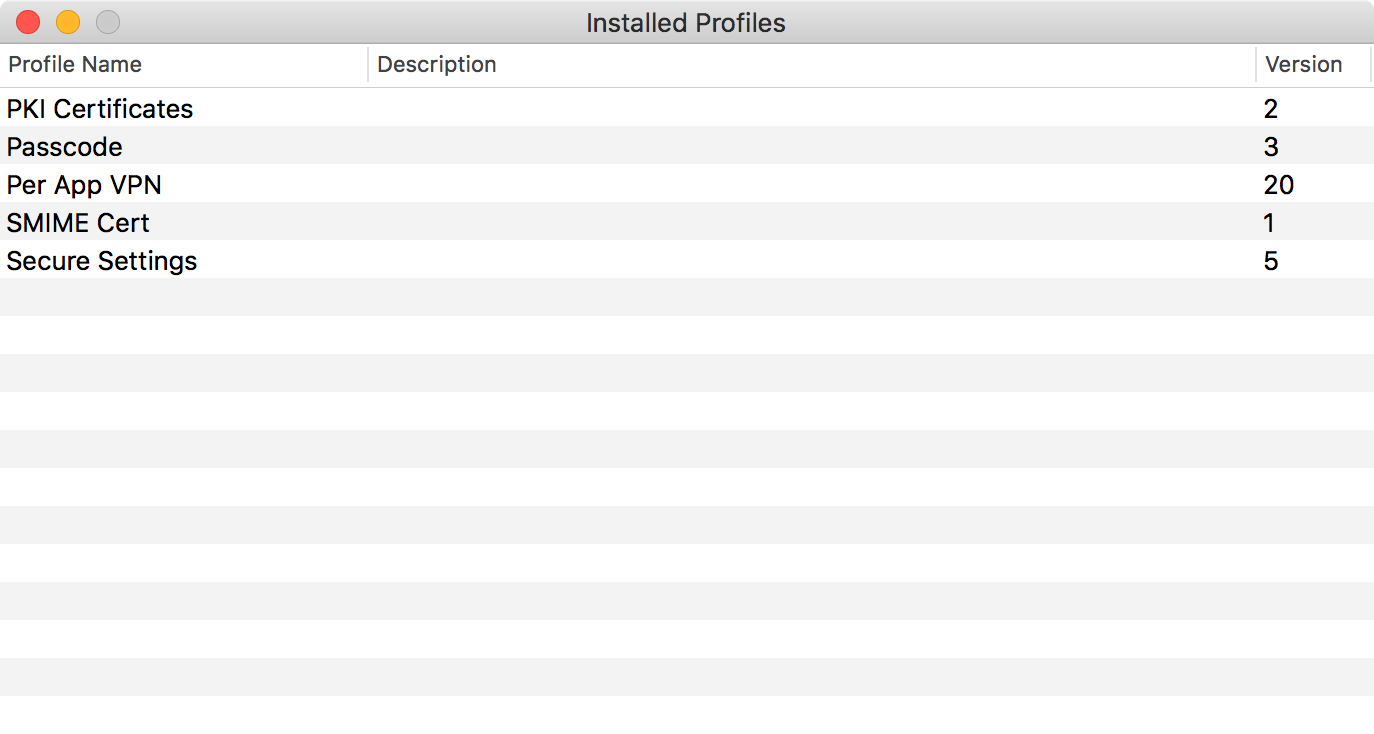 Installed Profiles
Profile Name Description Version
PKI Certificates 2
Passcode 3
Per App VPN 20
SMIME Cert 1
Secure Settings 5